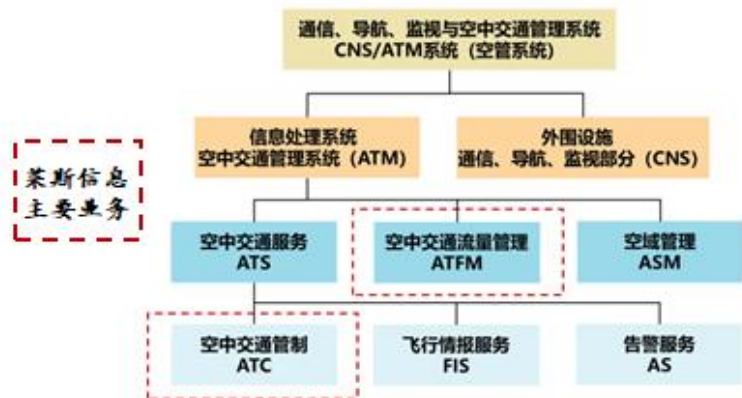 通信、导航、监视与空中交通管理系统
CNS/ATM系统（空管系统）
信息处理系统
空中交通管理系统（ATM）
外围设施
通信、导航、监视部分（CNS）
莱斯信息
主要业务
空中交通服务
ATS
空中交通流量管理
ATFM
空域管理
ASM
空中交通管制
ATC
飞行情报服务
FIS
告警服务
AS